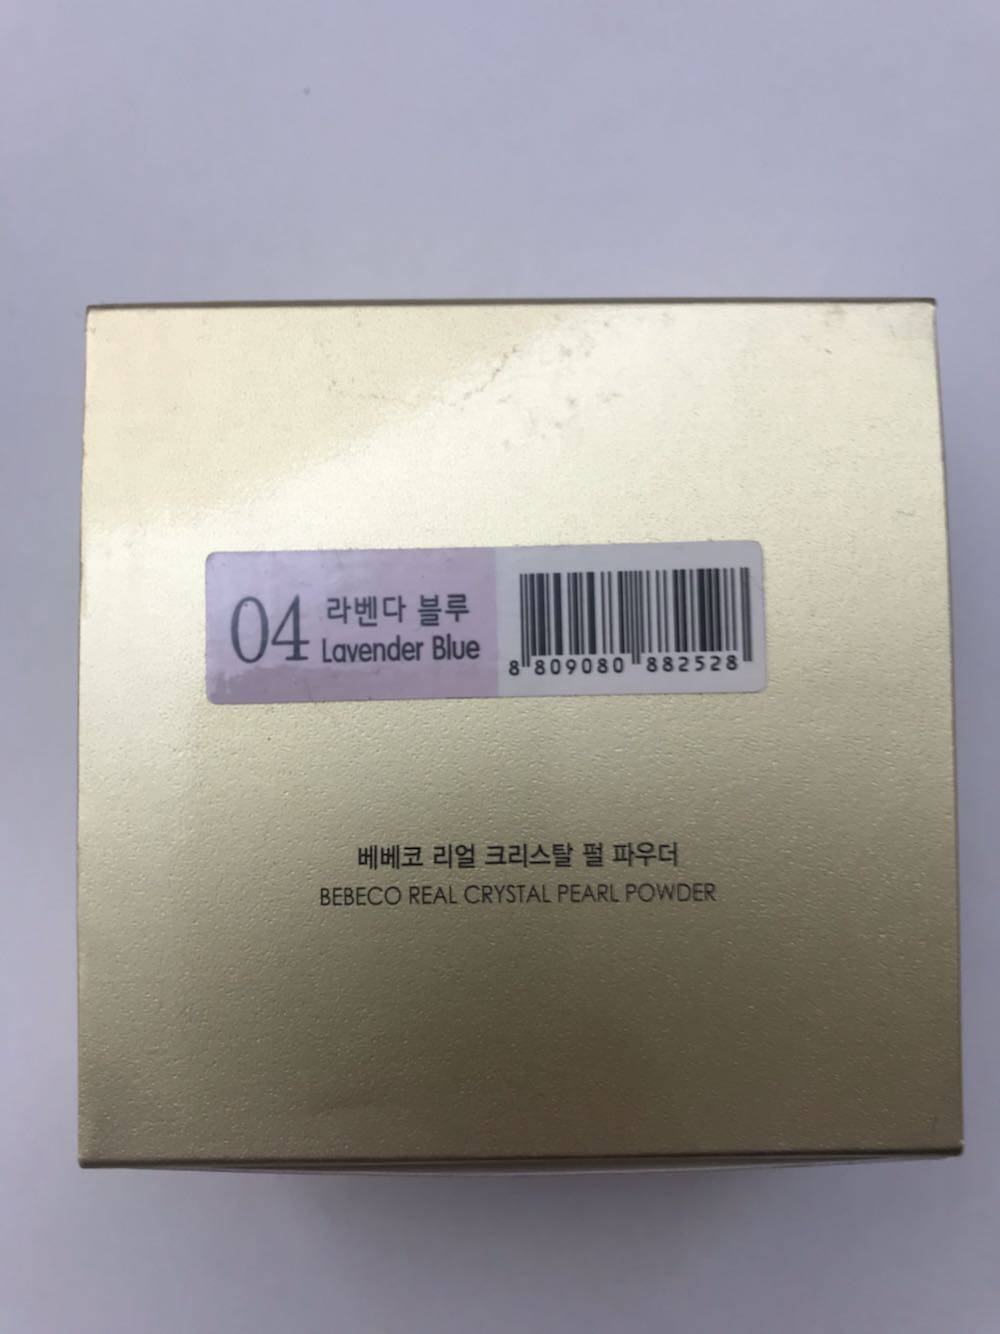 04
라벤다 블루
Lavender Blue
8 809080 882528
베베코 리얼 크리스탈 펄 파우더
BEBECO REAL CRYSTAL PEARL POWDER